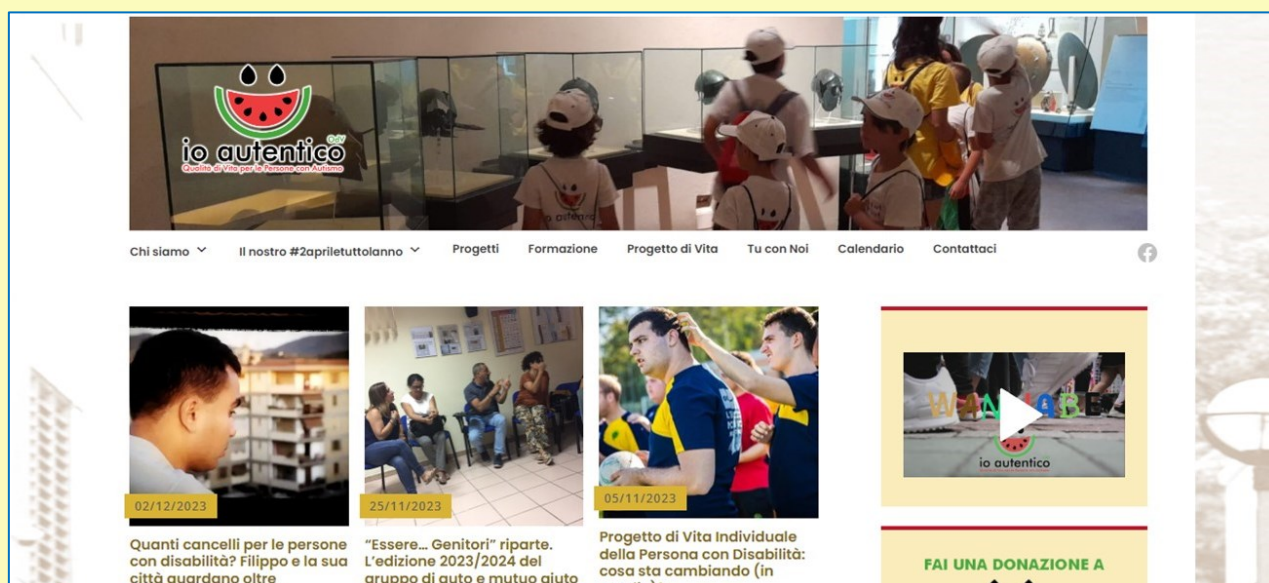 OdV
io autentico
Qualità di Vita per le Persone con Autismo
Chi siamo
Il nostro #2apriletuttolanno
Progetti
Formazione
Progetto di Vita
Tu con Noi
Calendario
Contattaci
02/12/2023
Quanti cancelli per le persone
con disabilità? Filippo e la sua
città guardano oltre
25/11/2023
“Essere… Genitori” riparte.
L’edizione 2023/2024 del
gruppo di auto e mutuo aiuto
05/11/2023
Progetto di Vita Individuale
della Persona con Disabilità:
cosa sta cambiando (in
io autentico
FAI UNA DONAZIONE A